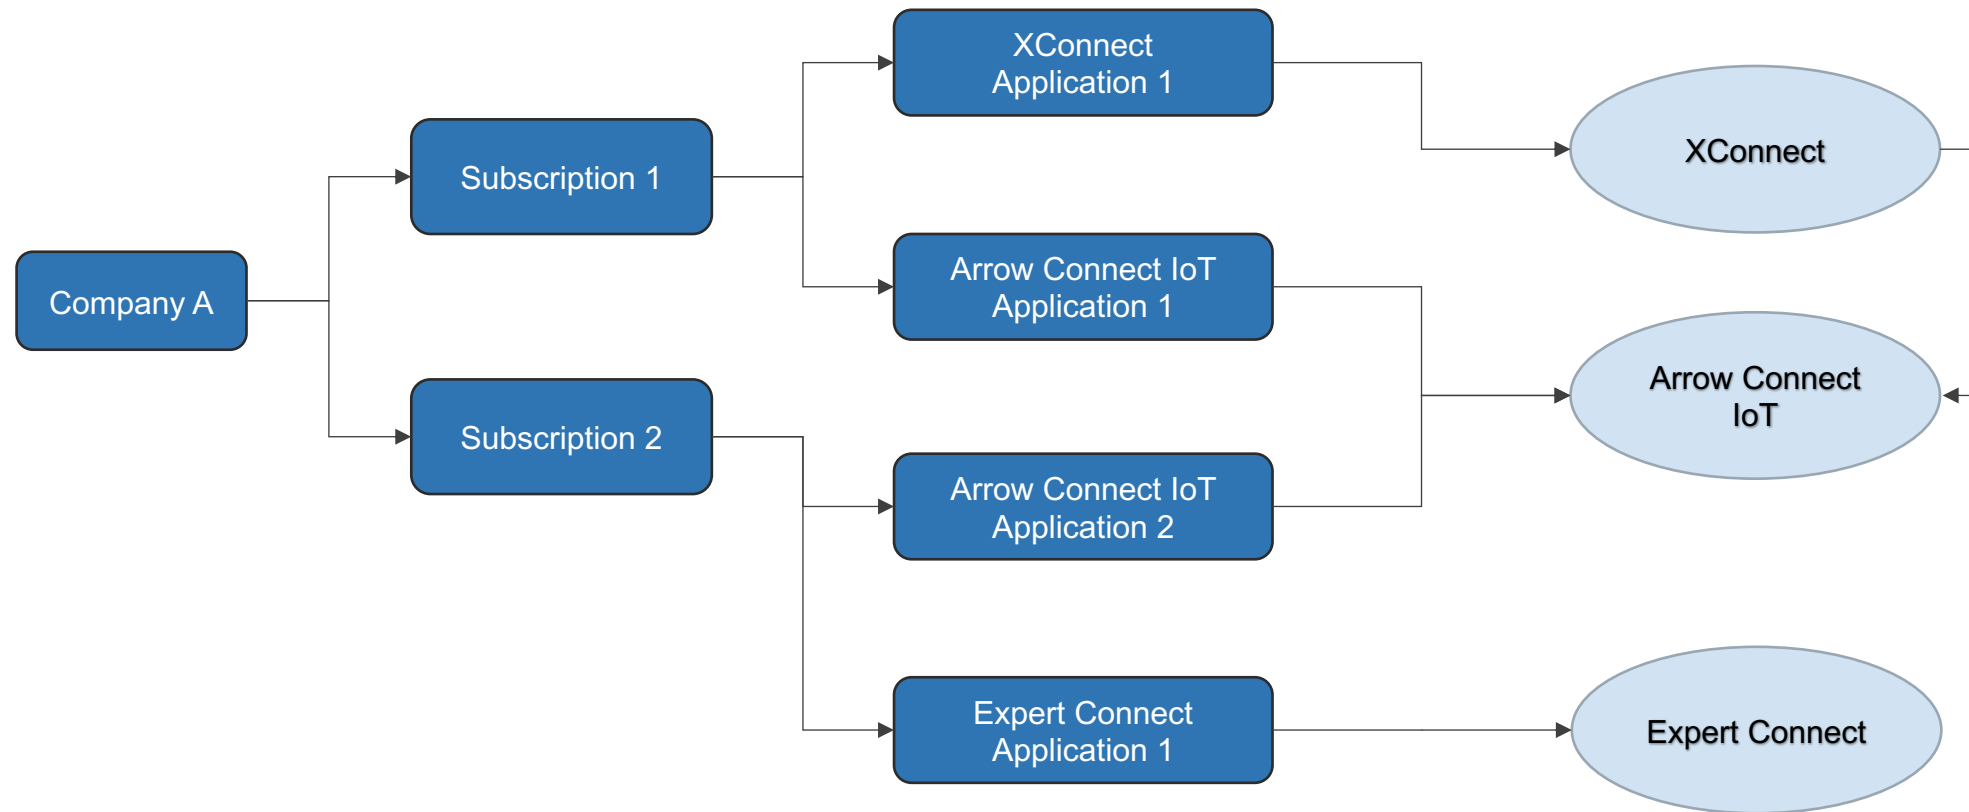 Company A
Subscription 1
Subscription 2
XConnect
Application 1
Arrow Connect IoT
Application 1
Arrow Connect IoT
Application 2
Expert Connect
Application 1
XConnect
Arrow Connect
IoT
Expert Connect